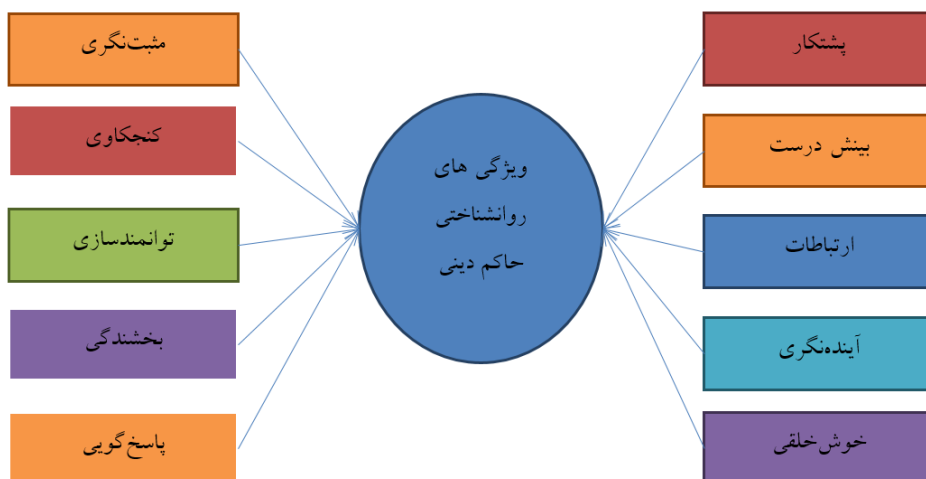 پشتکار
بینش درست
ارتباطات
آینده‌نگری
خوش‌خلقی
ویژگی های
روانشناختی
حاکم دینی
مثبت‌نگری
کنجکاوی
توانمندسازی
بخشندگی
پاسخ‌گویی